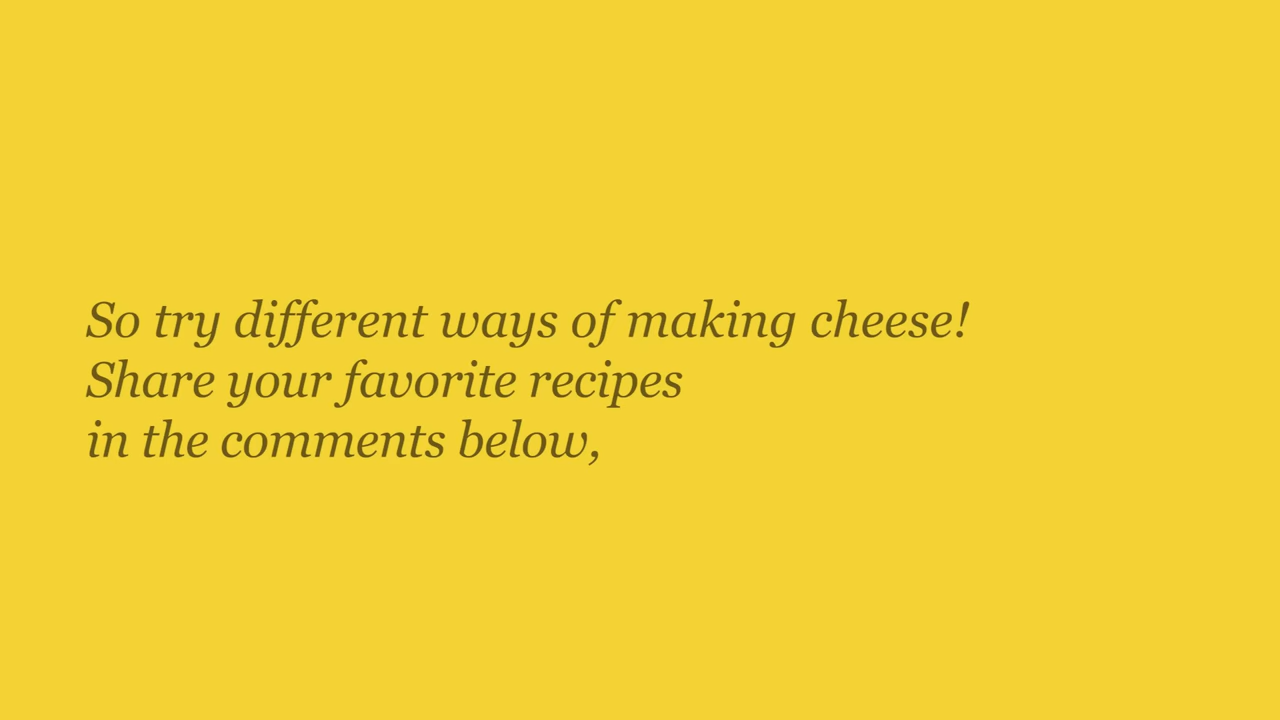 So try different ways of making cheese!
Share your favorite recipes
in the comments below,